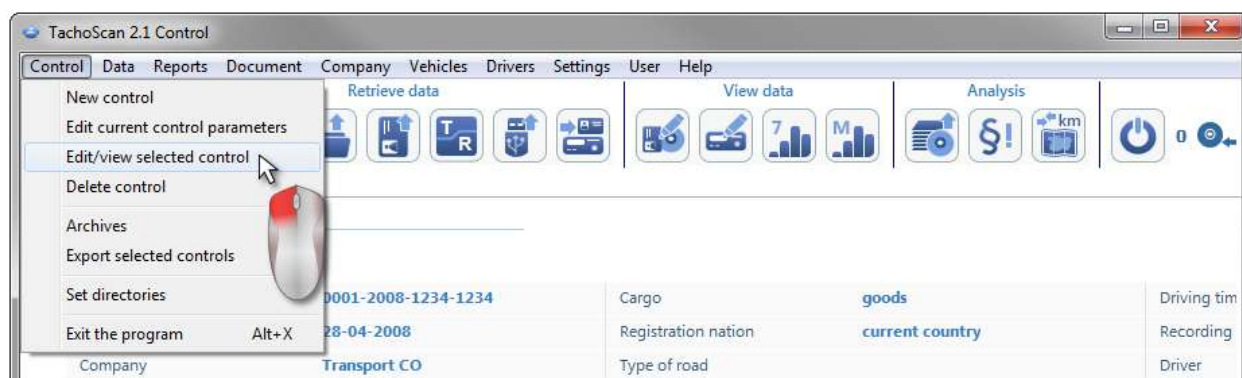 TachoScan 2.1 Control
Control Data Reports Document Company Vehicles Drivers Settings User Help
New control
Edit current control parameters
Edit/view selected control
Delete control
Archives
Export selected controls
Set directories
Exit the program Alt+X
Retrieve data View data Analysis
T R 7 M §! km 0
0001-2008-1234-1234 Cargo goods Driving tim
28-04-2008 Registration nation current country Recording
Company Transport CO Type of road Driver